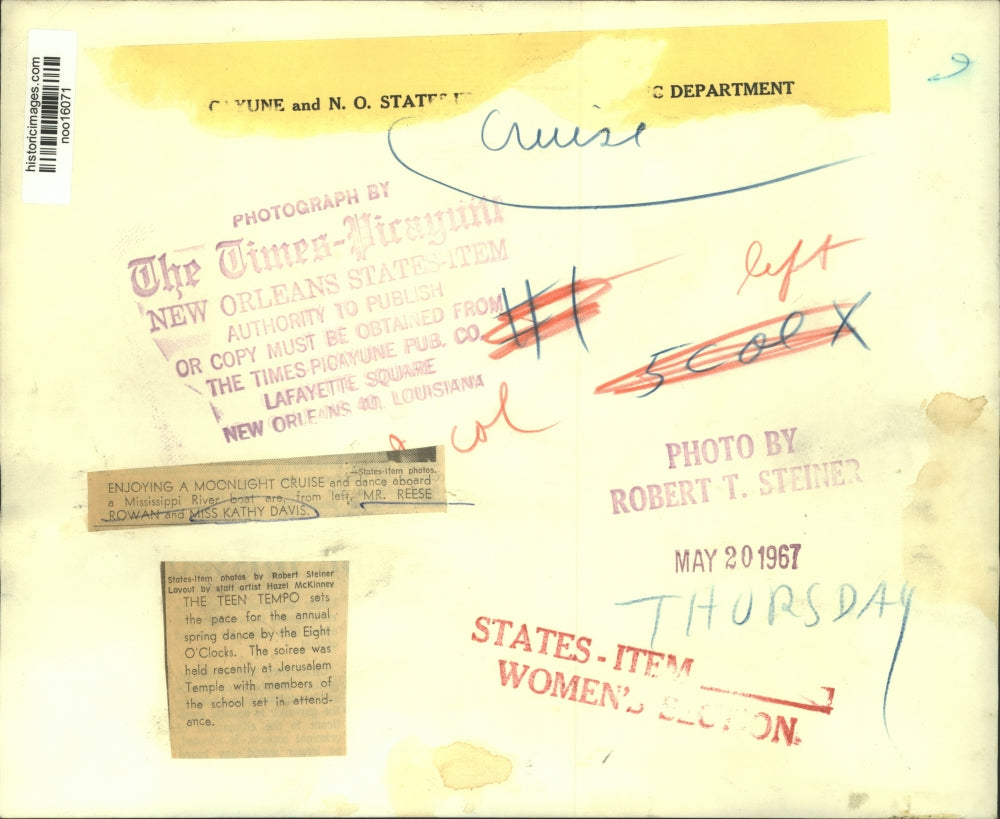 historicimages.com
noo16071
YUNE and N. O. STATES
C DEPARTMENT
Cruise
PHOTOGRAPH BY
The Times-Picayune
NEW ORLEANS STATES-ITEM
AUTHORITY TO PUBLISH
OR COPY MUST BE OBTAINED FROM
THE TIMES-PICAYUNE PUB. CO.
LAFAYETTE SQUARE
NEW ORLEANS 40, LOUISIANA
#1
left
5 col X
2 col
—States-Item photos.
ENJOYING A MOONLIGHT CRUISE and dance aboard
a Mississippi River boat are, from left, MR. REESE
ROWAN and MISS KATHY DAVIS.
PHOTO BY
ROBERT T. STEINER
MAY 20 1967
THURSDAY
States-Item photos by Robert Steiner
Layout by staff artist Hazel McKinney
THE TEEN TEMPO sets
the pace for the annual
spring dance by the Eight
O'Clocks. The soiree was
held recently at Jerusalem
Temple with members of
the school set in attend-
ance.
STATES-ITEM
WOMEN'S SECTION